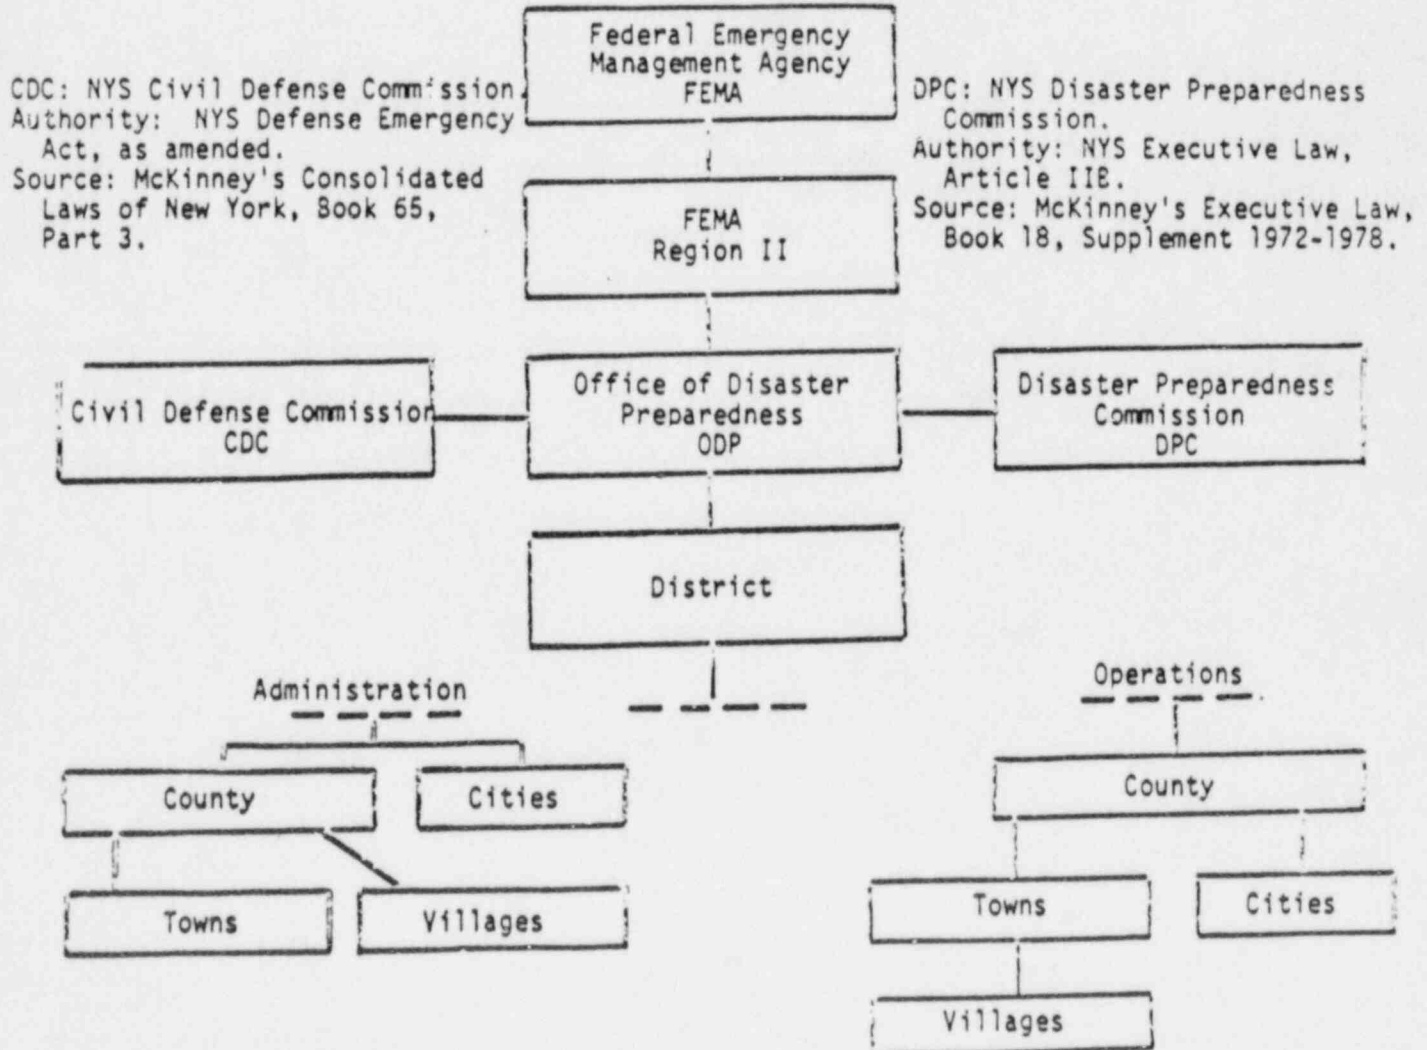 Federal Emergency
Management Agency
FEMA
CDC: NYS Civil Defense Commission.
Authority: NYS Defense Emergency
Act, as amended.
Source: McKinney's Consolidated
Laws of New York, Book 65,
Part 3.
DPC: NYS Disaster Preparedness
Commission.
Authority: NYS Executive Law,
Article IIB.
Source: McKinney's Executive Law,
Book 18, Supplement 1972-1978.
FEMA
Region II
Civil Defense Commission
CDC
Office of Disaster
Preparedness
ODP
Disaster Preparedness
Commission
DPC
District
Administration
Operations
County
Cities
Towns
Villages
County
Towns
Cities
Villages